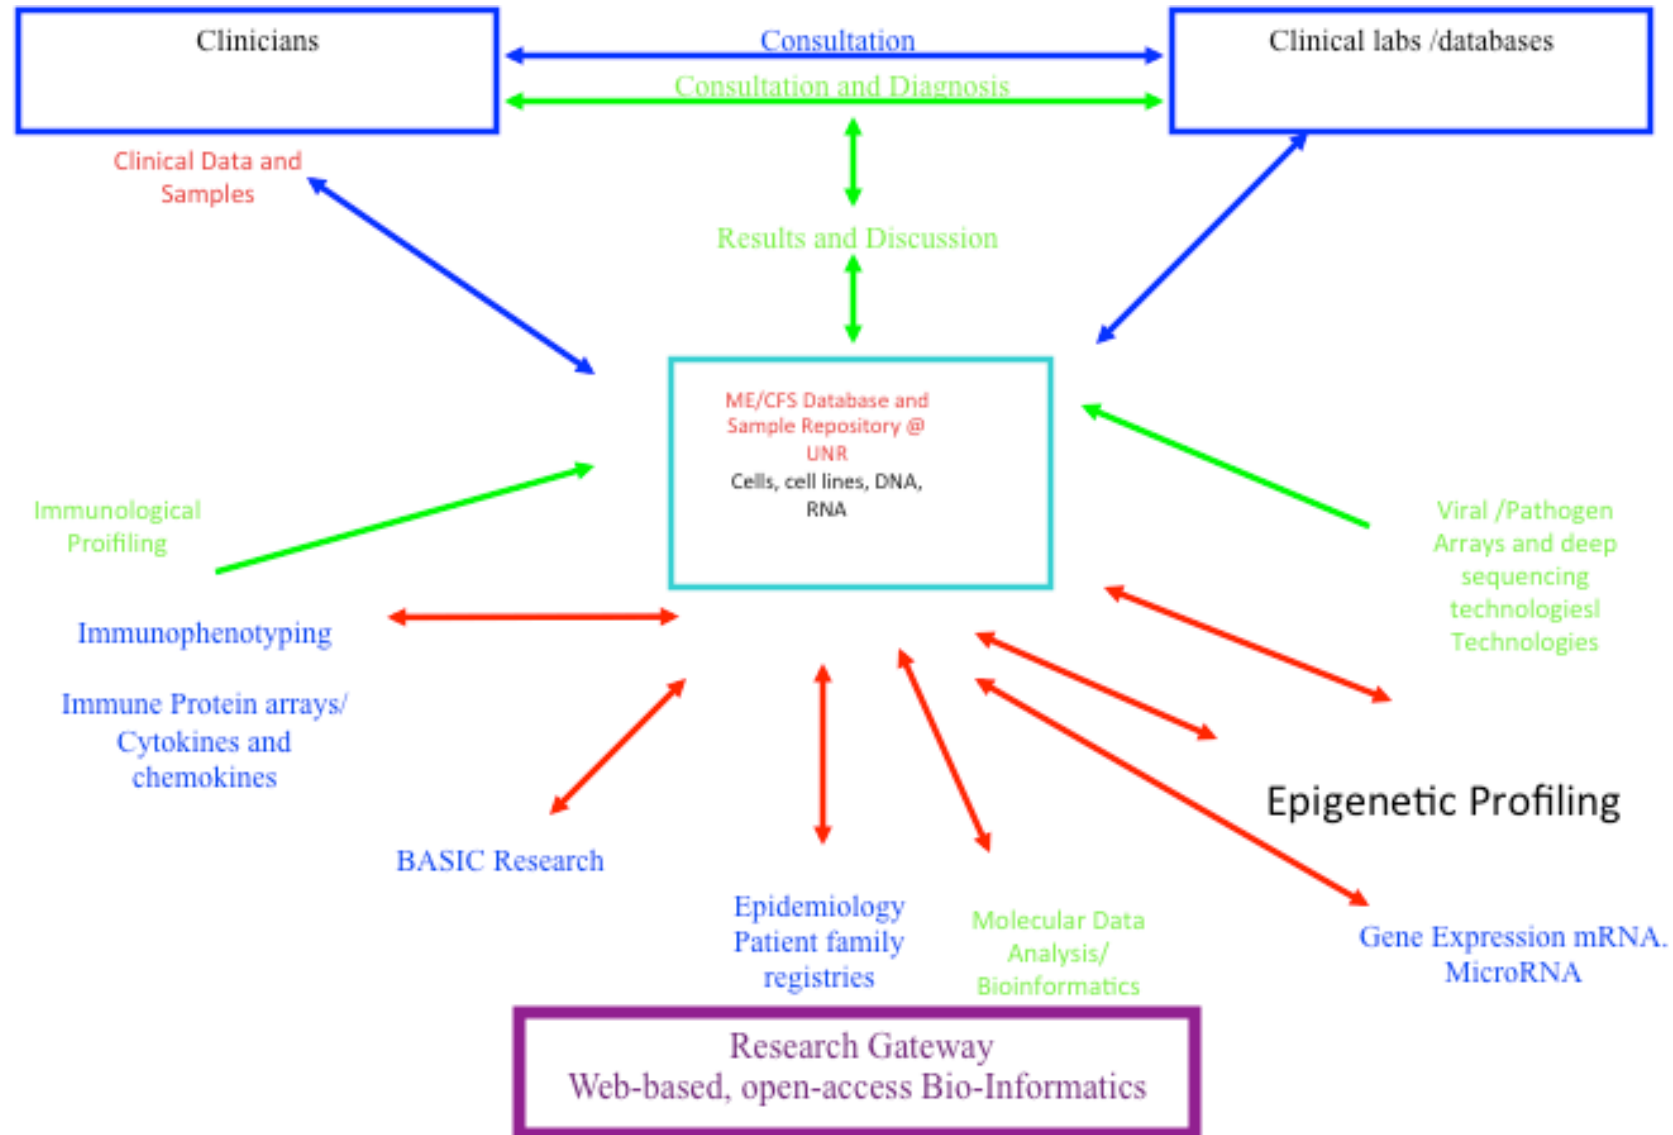 Clinicians
Consultation
Clinical labs /databases
Consultation and Diagnosis
Clinical Data and
Samples
Results and Discussion
ME/CFS Database and
Sample Repository @
UNR
Cells, cell lines, DNA,
RNA
Immunological
Proifiling
Viral /Pathogen
Arrays and deep
sequencing
technologiesl
Technologies
Immunophenotyping
Immune Protein arrays/
Cytokines and
chemokines
Epigenetic Profiling
BASIC Research
Epidemiology
Patient family
registries
Molecular Data
Analysis/
Bioinformatics
Gene Expression mRNA.
MicroRNA
Research Gateway
Web-based, open-access Bio-Informatics